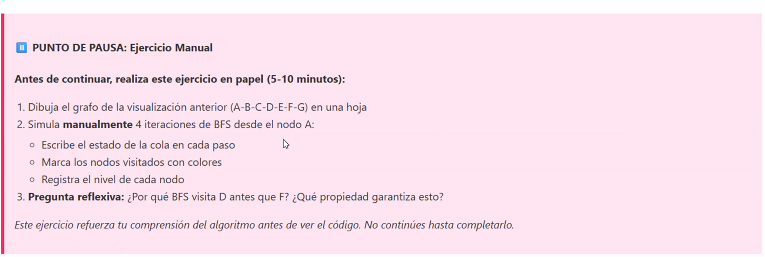 ⏸ PUNTO DE PAUSA: Ejercicio Manual
Antes de continuar, realiza este ejercicio en papel (5-10 minutos):
1. Dibuja el grafo de la visualización anterior (A-B-C-D-E-F-G) en una hoja
2. Simula manualmente 4 iteraciones de BFS desde el nodo A:
○ Escribe el estado de la cola en cada paso
○ Marca los nodos visitados con colores
○ Registra el nivel de cada nodo
3. Pregunta reflexiva: ¿Por qué BFS visita D antes que F? ¿Qué propiedad garantiza esto?
Este ejercicio refuerza tu comprensión del algoritmo antes de ver el código. No continúes hasta completarlo.